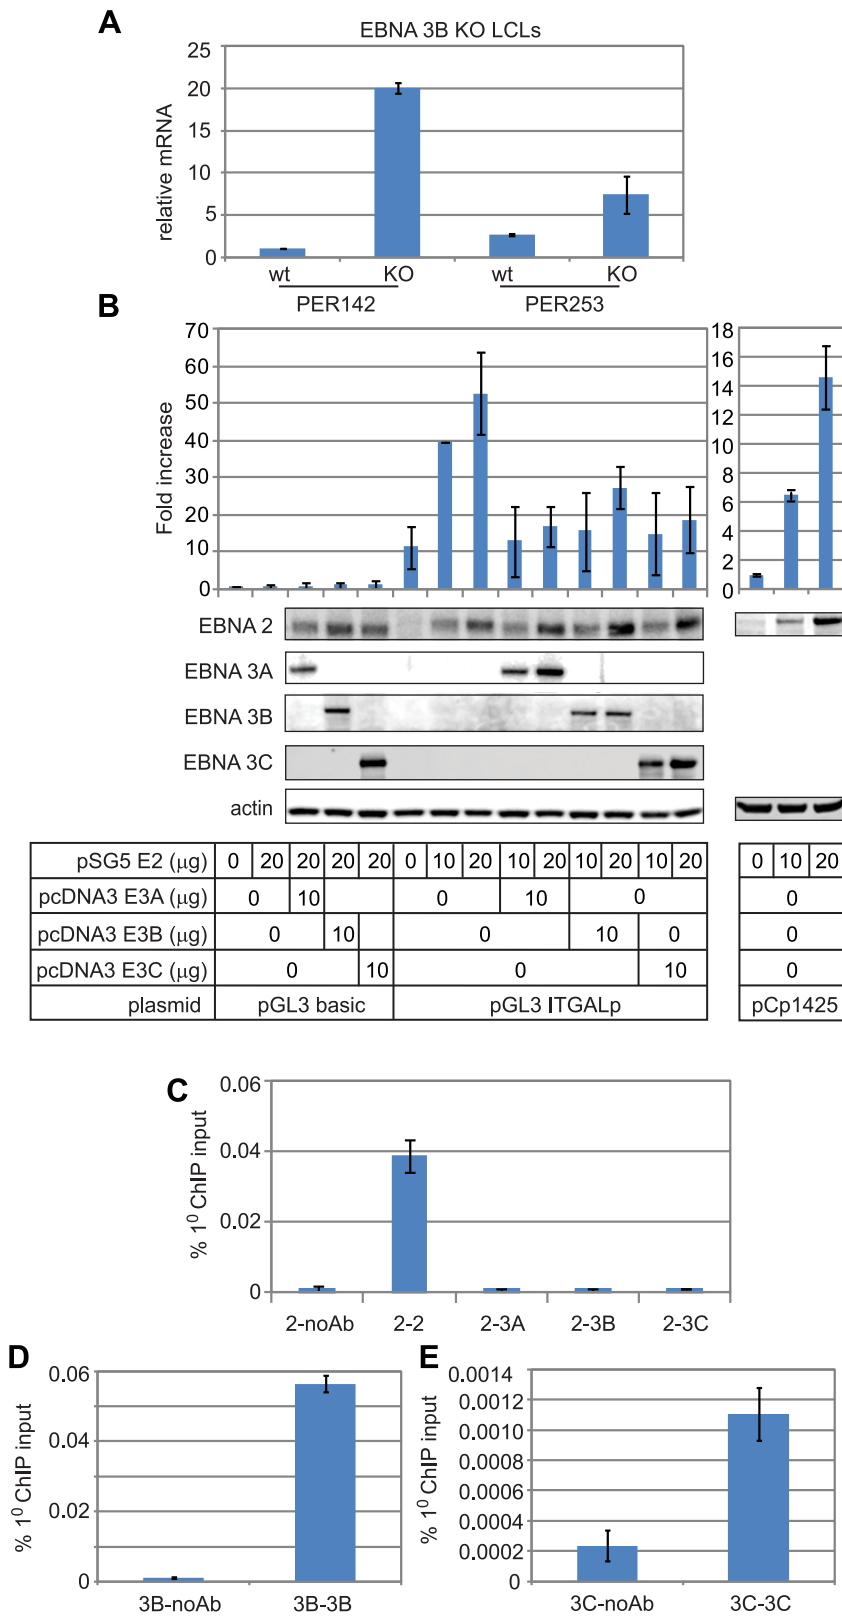 A
EBNA 3B KO LCLs
relative mRNA
25
20
15
10
5
0
wt KO wt KO
PER142 PER253
B
Fold increase
70
60
50
40
30
20
10
0
18
16
14
12
10
8
6
4
2
0
EBNA 2
EBNA 3A
EBNA 3B
EBNA 3C
actin
pSG5 E2 (μg) 0 20 20 20 20 0 10 20 10 20 10 20 10 20 0 10 20
pcDNA3 E3A (μg) 0 10 0 10 0 0
pcDNA3 E3B (μg) 0 10 0 10 0 0
pcDNA3 E3C (μg) 0 10 0 10 0
plasmid pGL3 basic pGL3 ITGALp pCp1425
C
% 1⁰ ChIP input
0.06
0.04
0.02
0
2-noAb 2-2 2-3A 2-3B 2-3C
D
% 1⁰ ChIP input
0.06
0.04
0.02
0
3B-noAb 3B-3B
E
% 1⁰ ChIP input
0.0014
0.0012
0.0010
0.0008
0.0006
0.0004
0.0002
0
3C-noAb 3C-3C